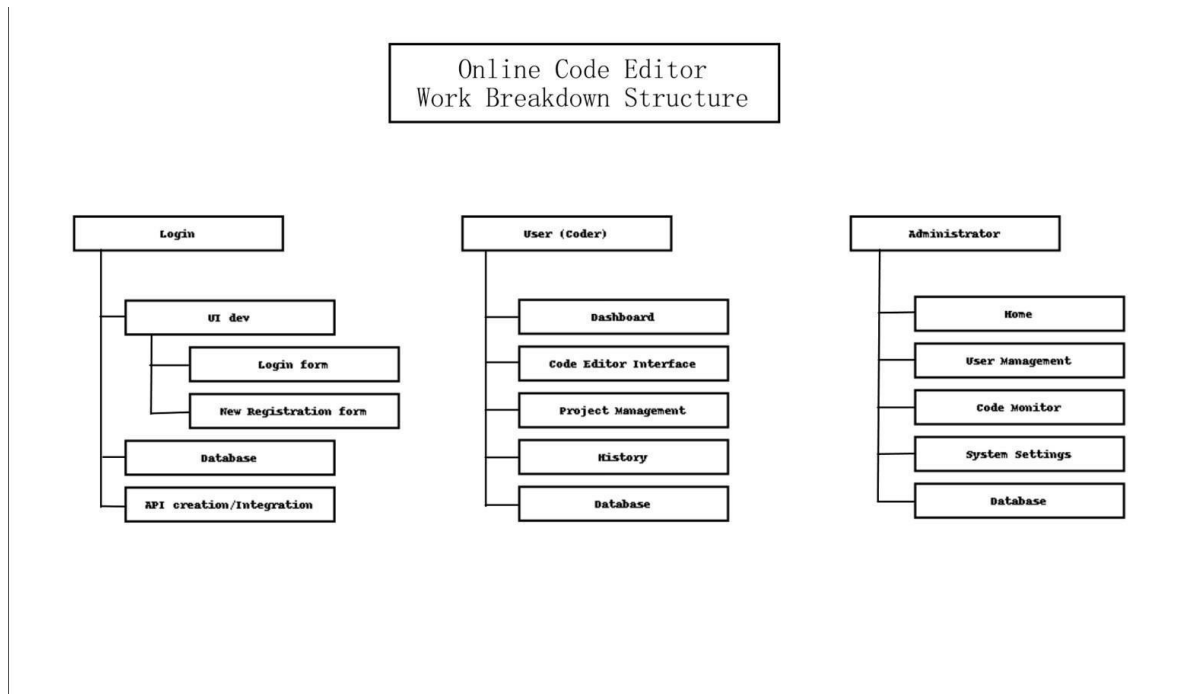 Online Code Editor
Work Breakdown Structure
Login
UI dev
Login form
New Registration form
Database
API creation/Integration
User (Coder)
Dashboard
Code Editor Interface
Project Management
History
Database
Administrator
Home
User Management
Code Monitor
System Settings
Database